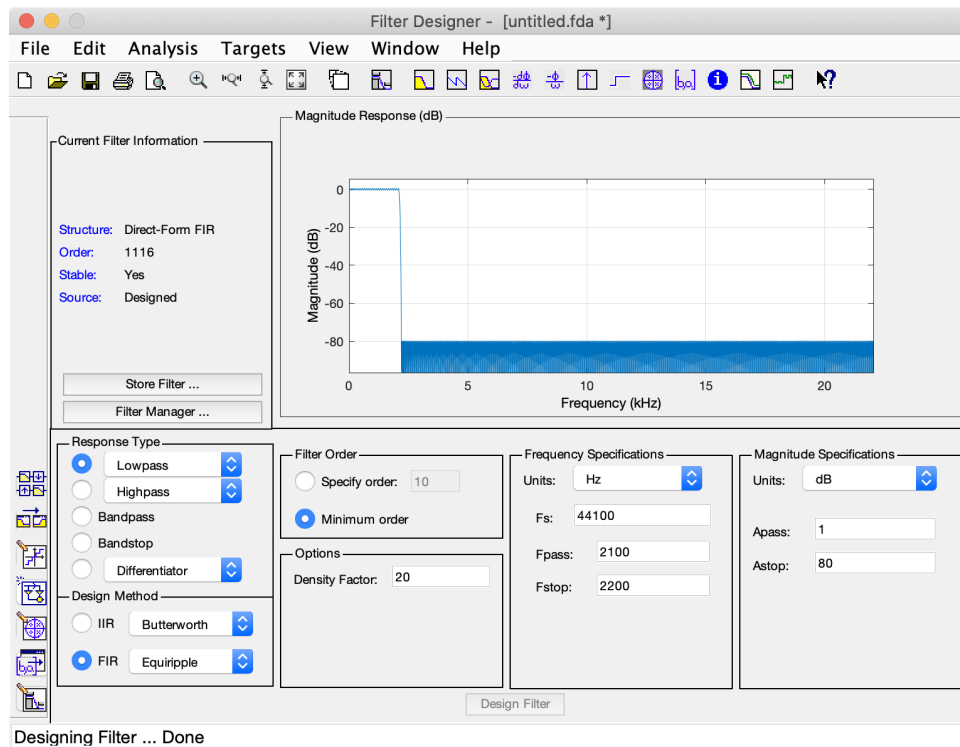 Filter Designer - [untitled.fda *]
File Edit Analysis Targets View Window Help
Magnitude Response (dB)
Current Filter Information
Structure: Direct-Form FIR
Order: 1116
Stable: Yes
Source: Designed
Store Filter ...
Filter Manager ...
0
-20
-40
-60
-80
Magnitude (dB)
0 5 10 15 20
Frequency (kHz)
Response Type
Lowpass
Highpass
Bandpass
Bandstop
Differentiator
Design Method
IIR Butterworth
FIR Equiripple
Filter Order
Specify order: 10
Minimum order
Options
Density Factor: 20
Frequency Specifications
Units: Hz
Fs: 44100
Fpass: 2100
Fstop: 2200
Magnitude Specifications
Units: dB
Apass: 1
Astop: 80
Design Filter
Designing Filter ... Done